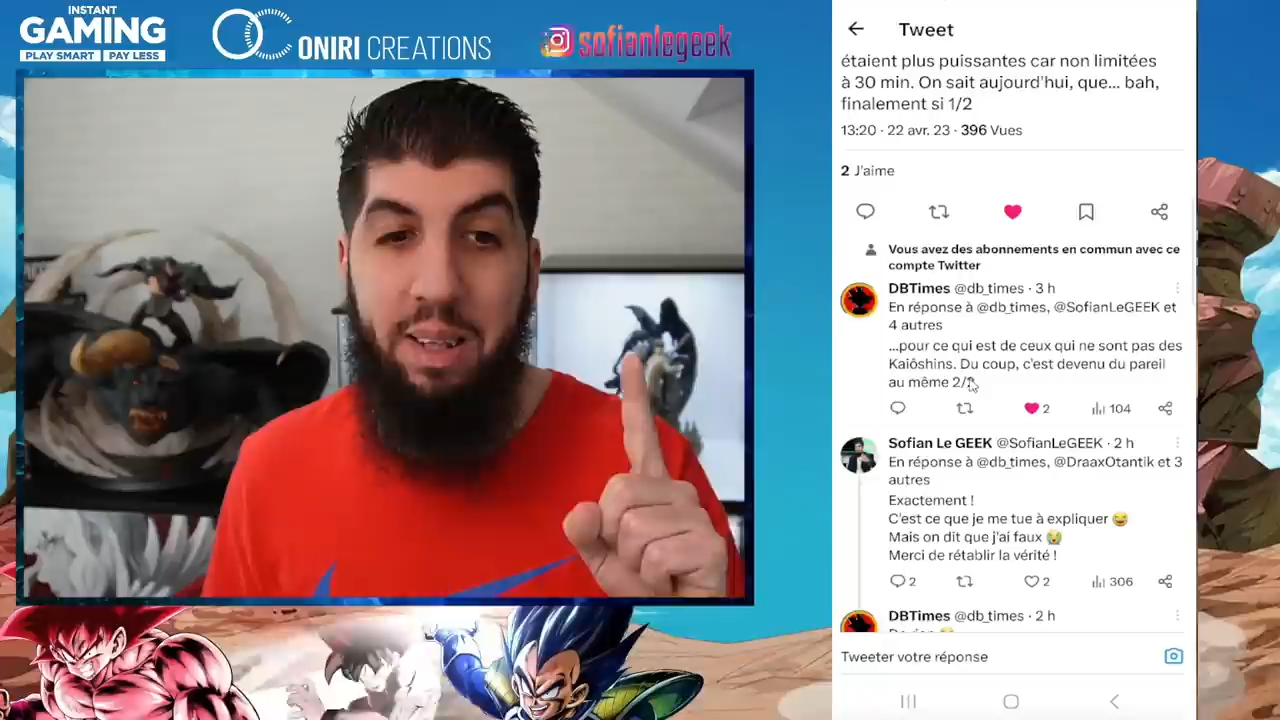 INSTANT
GAMING
PLAY SMART PAY LESS
ONIRI CREATIONS
sofianlegeek
Tweet
étaient plus puissantes car non limitées
à 30 min. On sait aujourd'hui, que... bah,
finalement si 1/2
13:20 · 22 avr. 23 · 396 Vues
2 J'aime
Vous avez des abonnements en commun avec ce
compte Twitter
DBTimes @db_times · 3 h
En réponse à @db_times, @SofianLeGEEK et
4 autres
...pour ce qui est de ceux qui ne sont pas des
Kaiôshins. Du coup, c'est devenu du pareil
au même 2/
2
104
Sofian Le GEEK @SofianLeGEEK · 2 h
En réponse à @db_times, @DraaxOtantik et 3
autres
Exactement !
C'est ce que je me tue à expliquer 😂
Mais on dit que j'ai faux 😭
Merci de rétablir la vérité !
2
2
306
DBTimes @db_times · 2 h
Tweeter votre réponse